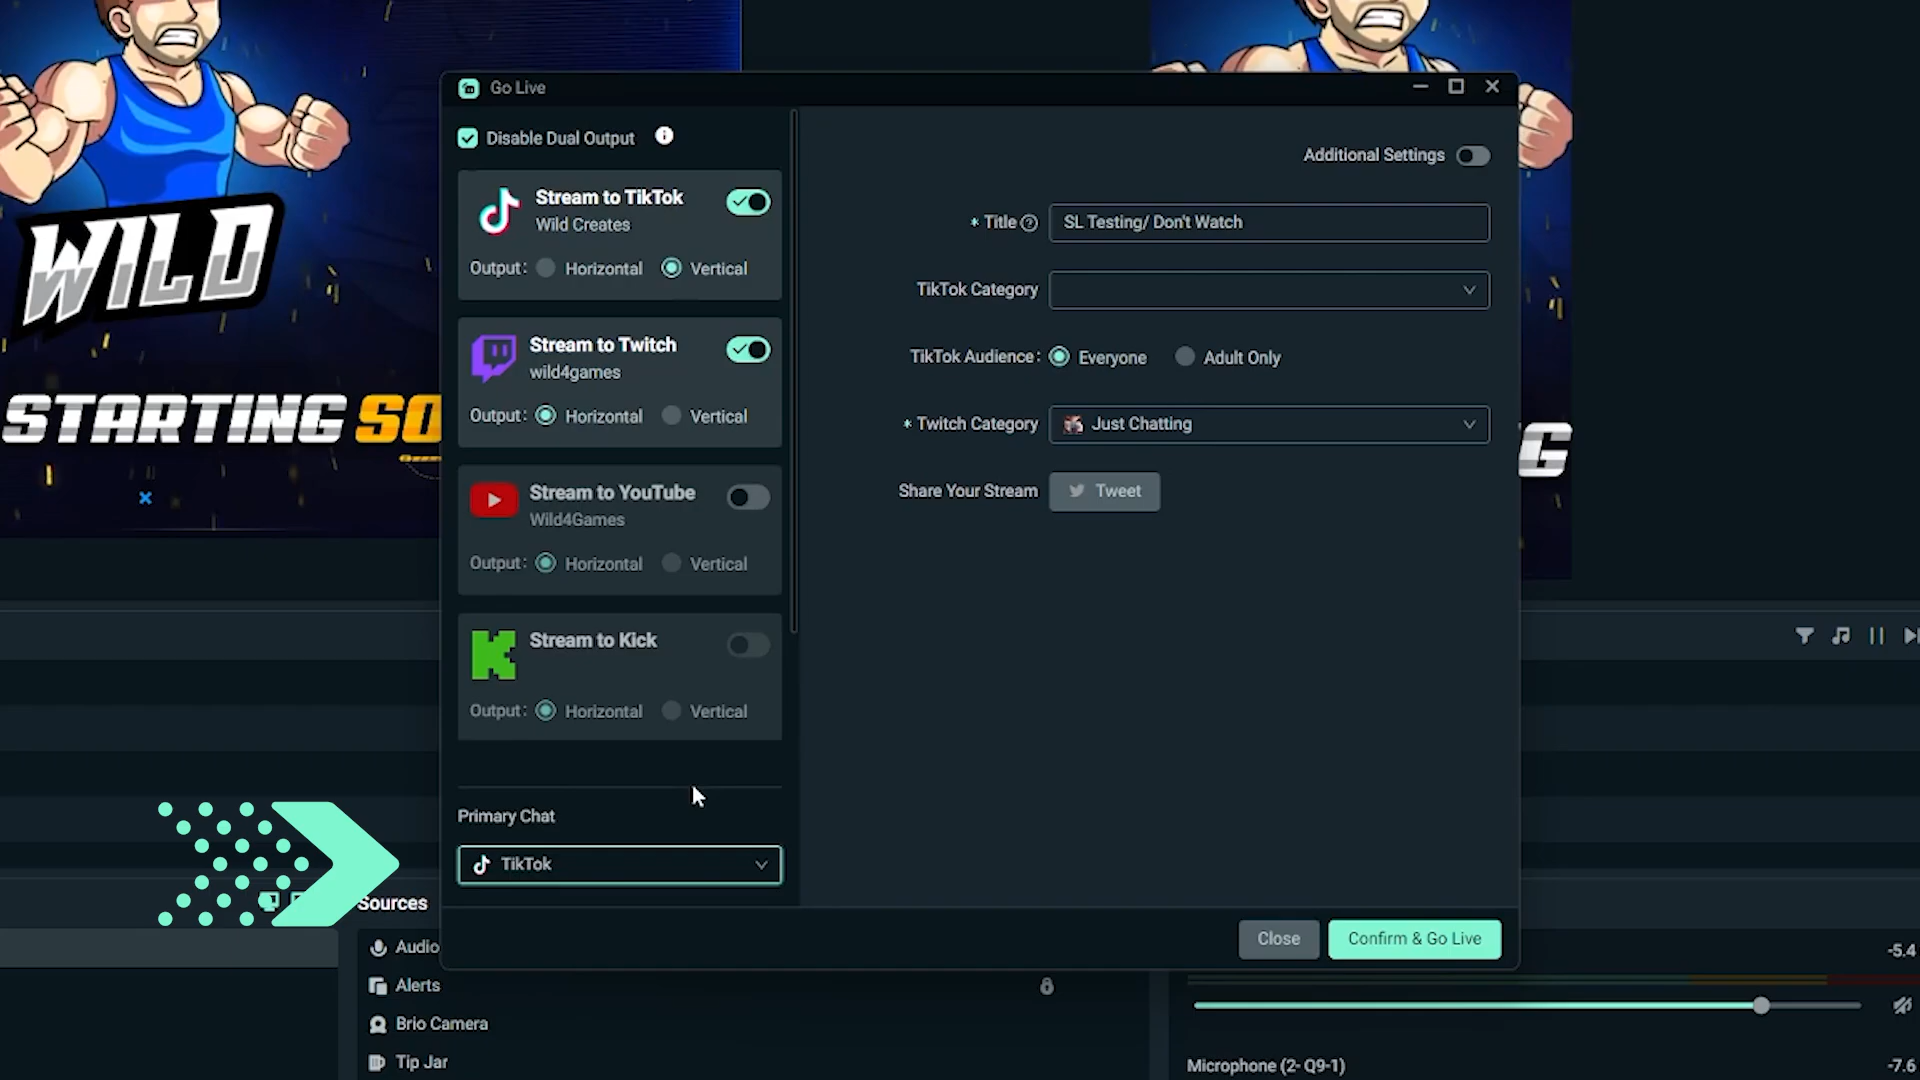 WILD
STARTING SO
G
Go Live
Disable Dual Output
Stream to TikTok
Wild Creates
Output: Horizontal Vertical
Stream to Twitch
wild4games
Output: Horizontal Vertical
Stream to YouTube
Wild4Games
Output: Horizontal Vertical
Stream to Kick
Output: Horizontal Vertical
Primary Chat
TikTok
Additional Settings
* Title SL Testing/ Don't Watch
TikTok Category
TikTok Audience: Everyone Adult Only
* Twitch Category Just Chatting
Share Your Stream Tweet
Close Confirm & Go Live
Sources
Audio
Alerts
Brio Camera
Tip Jar
-5.4
Microphone (2- Q9-1) -7.6